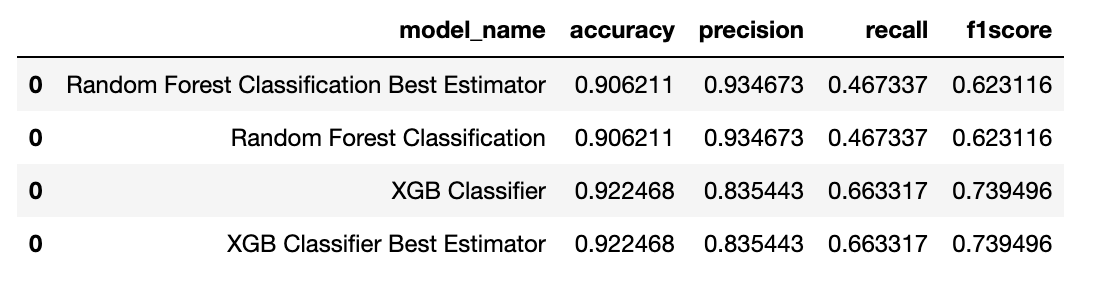 model_name accuracy precision recall f1score
0 Random Forest Classification Best Estimator 0.906211 0.934673 0.467337 0.623116
0 Random Forest Classification 0.906211 0.934673 0.467337 0.623116
0 XGB Classifier 0.922468 0.835443 0.663317 0.739496
0 XGB Classifier Best Estimator 0.922468 0.835443 0.663317 0.739496